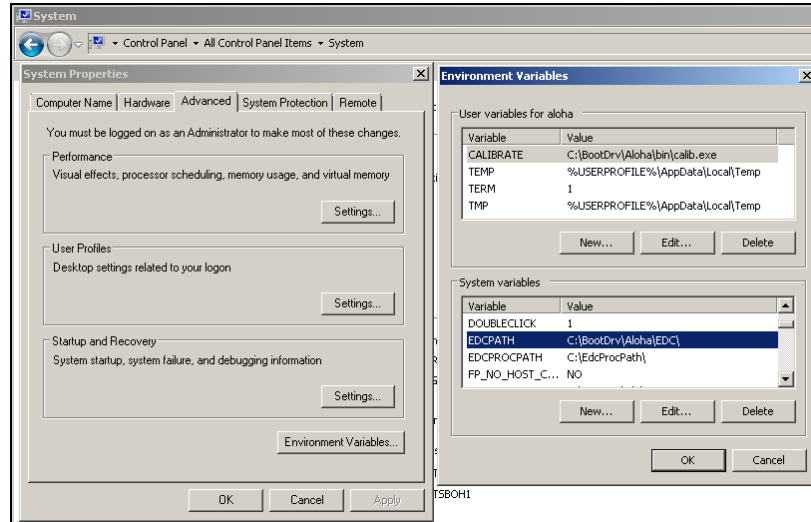 System
Control Panel All Control Panel Items System
System Properties
Computer Name Hardware Advanced System Protection Remote
You must be logged on as an Administrator to make most of these changes.
Performance
Visual effects, processor scheduling, memory usage, and virtual memory
Settings...
User Profiles
Desktop settings related to your logon
Settings...
Startup and Recovery
System startup, system failure, and debugging information
Settings...
Environment Variables...
OK Cancel Apply
Environment Variables
User variables for aloha
Variable Value
CALIBRATE C:\BootDrv\Aloha\bin\calib.exe
TEMP %USERPROFILE%\AppData\Local\Temp
TERM 1
TMP %USERPROFILE%\AppData\Local\Temp
New... Edit... Delete
System variables
Variable Value
DOUBLECLICK 1
EDCPATH C:\BootDrv\Aloha\EDC\
EDCPROCPATH C:\EdcProcPath\
FP_NO_HOST_C... NO
New... Edit... Delete
OK Cancel
TSBOH1